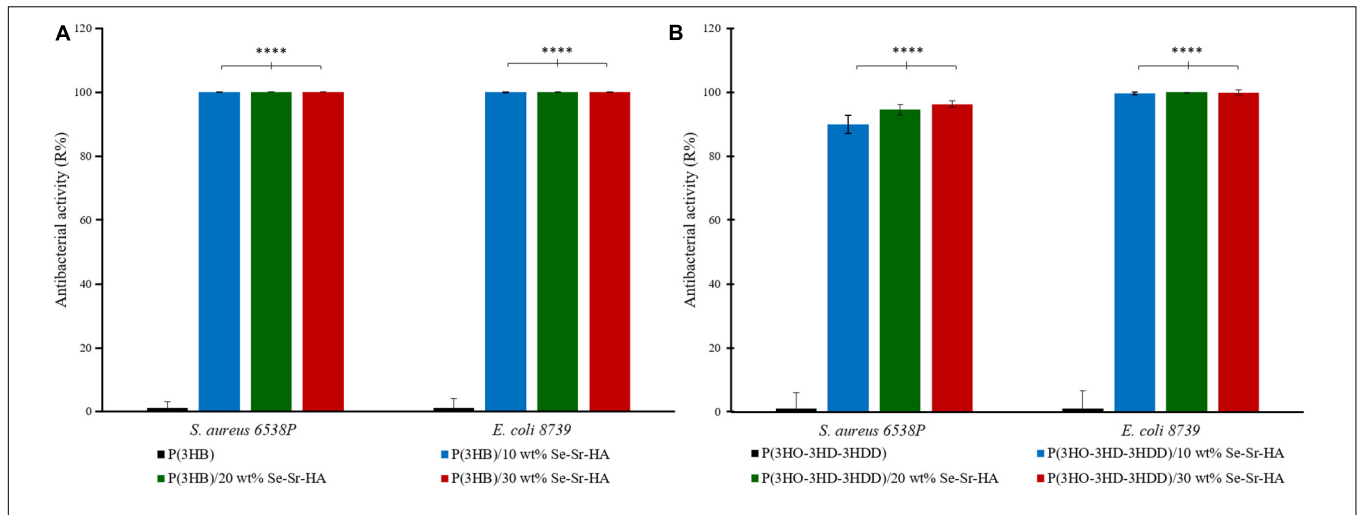 A
Antibacterial activity (R%)
120
100
80
60
40
20
0
****
****
S. aureus 6538P
E. coli 8739
P(3HB)
P(3HB)/10 wt% Se-Sr-HA
P(3HB)/20 wt% Se-Sr-HA
P(3HB)/30 wt% Se-Sr-HA
B
Antibacterial activity (R%)
120
100
80
60
40
20
0
****
****
S. aureus 6538P
E. coli 8739
P(3HO-3HD-3HDD)
P(3HO-3HD-3HDD)/10 wt% Se-Sr-HA
P(3HO-3HD-3HDD)/20 wt% Se-Sr-HA
P(3HO-3HD-3HDD)/30 wt% Se-Sr-HA